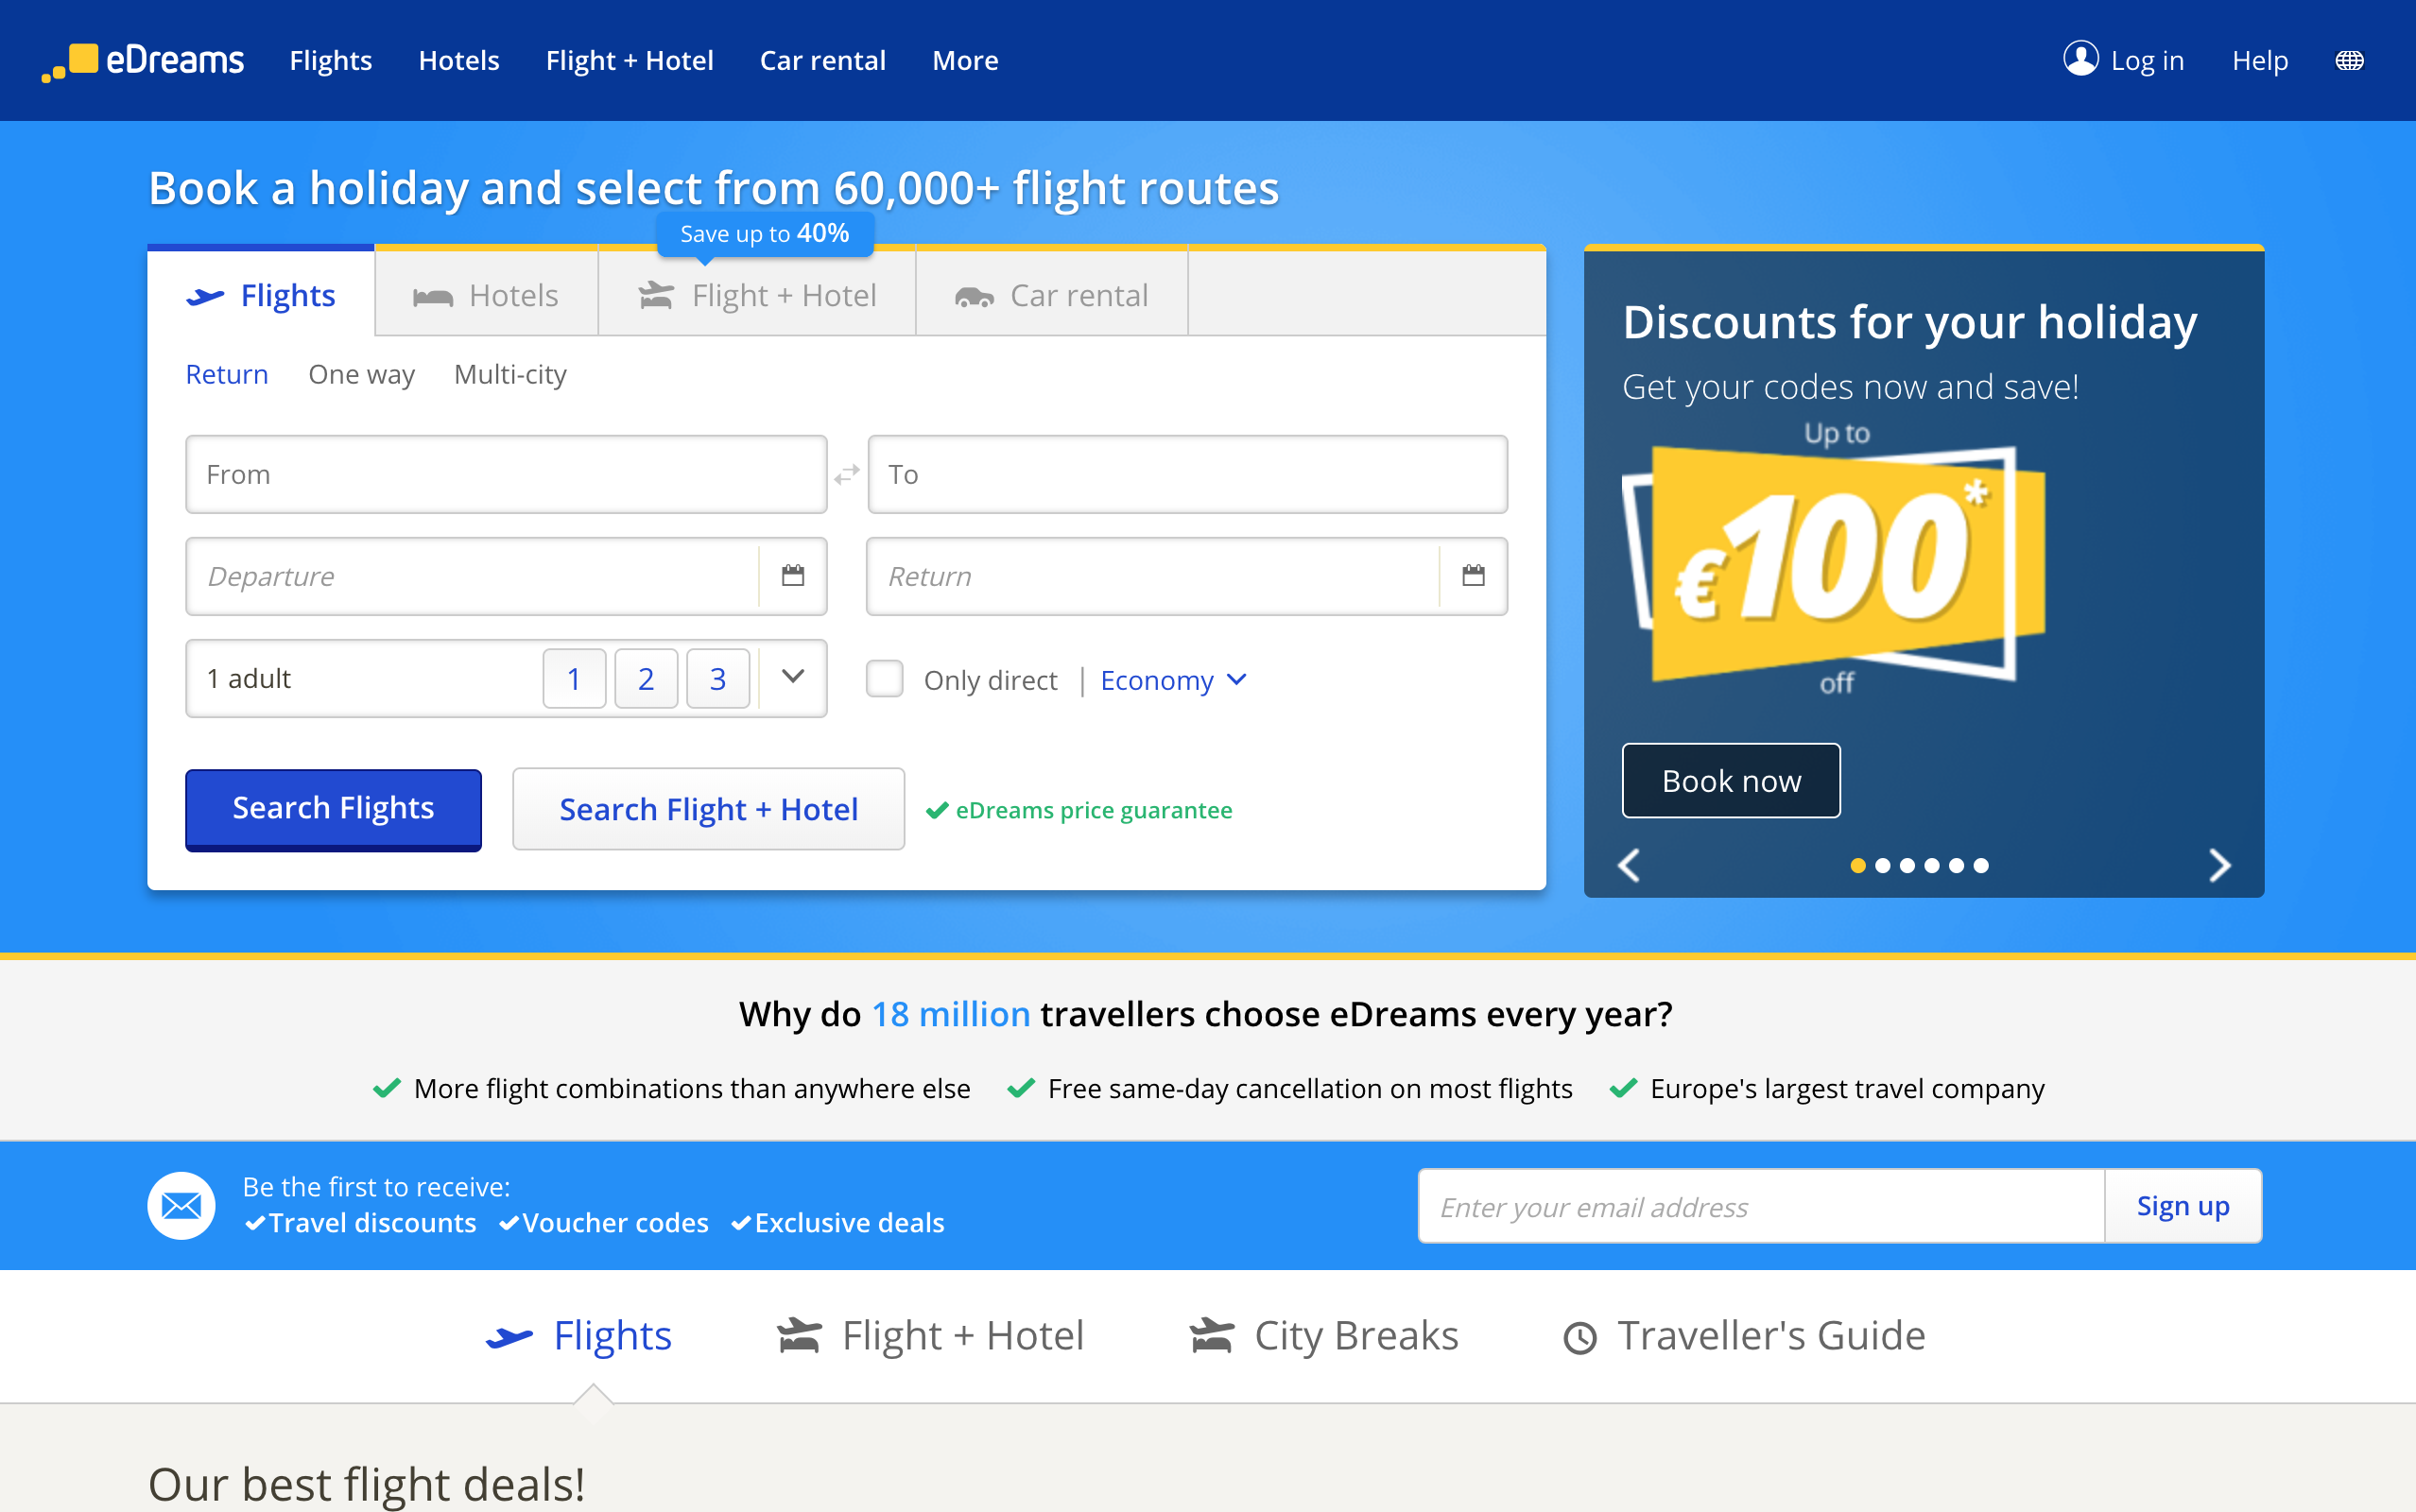 eDreams Flights Hotels Flight + Hotel Car rental More Log in Help
Book a holiday and select from 60,000+ flight routes
Save up to 40%
Flights Hotels Flight + Hotel Car rental
Return One way Multi-city
From To
Departure Return
1 adult 1 2 3 Only direct | Economy
Search Flights Search Flight + Hotel eDreams price guarantee
Discounts for your holiday
Get your codes now and save!
Up to
€100*
off
Book now
Why do 18 million travellers choose eDreams every year?
More flight combinations than anywhere else Free same-day cancellation on most flights Europe's largest travel company
Be the first to receive:
Travel discounts Voucher codes Exclusive deals
Enter your email address Sign up
Flights Flight + Hotel City Breaks Traveller's Guide
Our best flight deals!